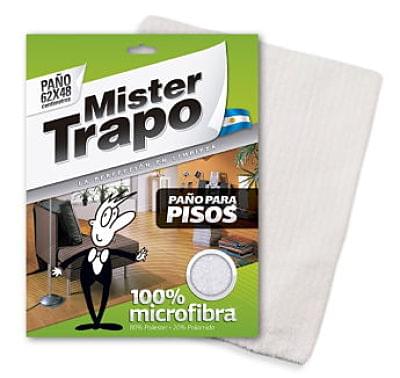 PAÑO
62X48
centímetros
Mister
Trapo
LA PERFECCIÓN EN LIMPIEZA
PAÑO PARA
PISOS
100%
microfibra
80% Poliester - 20% Poliamida